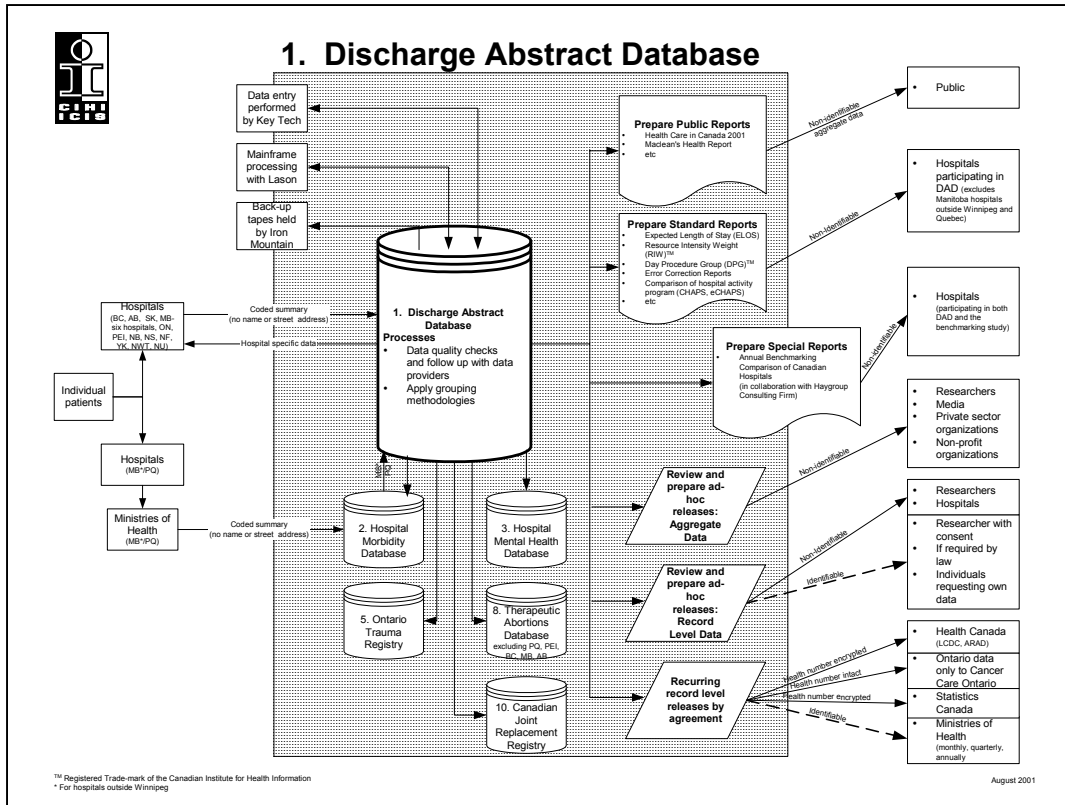 CIHI
ICIS
1. Discharge Abstract Database
Data entry
performed
by Key Tech
Mainframe
processing
with Lason
Back-up
tapes held
by Iron
Mountain
Hospitals
(BC, AB, SK, MB-
six hospitals, ON,
PEI, NB, NS, NF,
YK, NWT, NU)
Coded summary
(no name or street address)
Hospital specific data
Individual
patients
Hospitals
(MB*/PQ)
Ministries of
Health
(MB*/PQ)
Coded summary
(no name or street address)
1. Discharge Abstract
Database
Processes
• Data quality checks
and follow up with data
providers
• Apply grouping
methodologies
MB*
PQ
2. Hospital
Morbidity
Database
3. Hospital
Mental Health
Database
5. Ontario
Trauma
Registry
8. Therapeutic
Abortions
Database
excluding PQ, PEI,
BC, MB, AB
10. Canadian
Joint
Replacement
Registry
Prepare Public Reports
• Health Care in Canada 2001
• Maclean's Health Report
• etc
Non-identifiable
aggregate data
• Public
Prepare Standard Reports
• Expected Length of Stay (ELOS)
• Resource Intensity Weight
(RIW)™
• Day Procedure Group (DPG)™
• Error Correction Reports
• Comparison of hospital activity
program (CHAPS, eCHAPS)
• etc
Non-Identifiable
• Hospitals
participating in
DAD (excludes
Manitoba hospitals
outside Winnipeg and
Quebec)
Prepare Special Reports
• Annual Benchmarking
Comparison of Canadian
Hospitals
(in collaboration with Haygroup
Consulting Firm)
Non-identifiable
• Hospitals
(participating in both
DAD and the
benchmarking study)
Review and
prepare ad-
hoc
releases:
Aggregate
Data
Non-identifiable
• Researchers
• Media
• Private sector
organizations
• Non-profit
organizations
Review and
prepare ad-
hoc
releases:
Record
Level Data
Non-Identifiable
• Researchers
• Hospitals
Identifiable
• Researcher with
consent
• If required by
law
• Individuals
requesting own
data
Recurring
record level
releases by
agreement
Health number encrypted
• Health Canada
(LCDC, ARAD)
Health number intact
• Ontario data
only to Cancer
Care Ontario
Health number encrypted
• Statistics
Canada
Identifiable
• Ministries of
Health
(monthly, quarterly,
annually
™ Registered Trade-mark of the Canadian Institute for Health Information
* For hospitals outside Winnipeg
August 2001